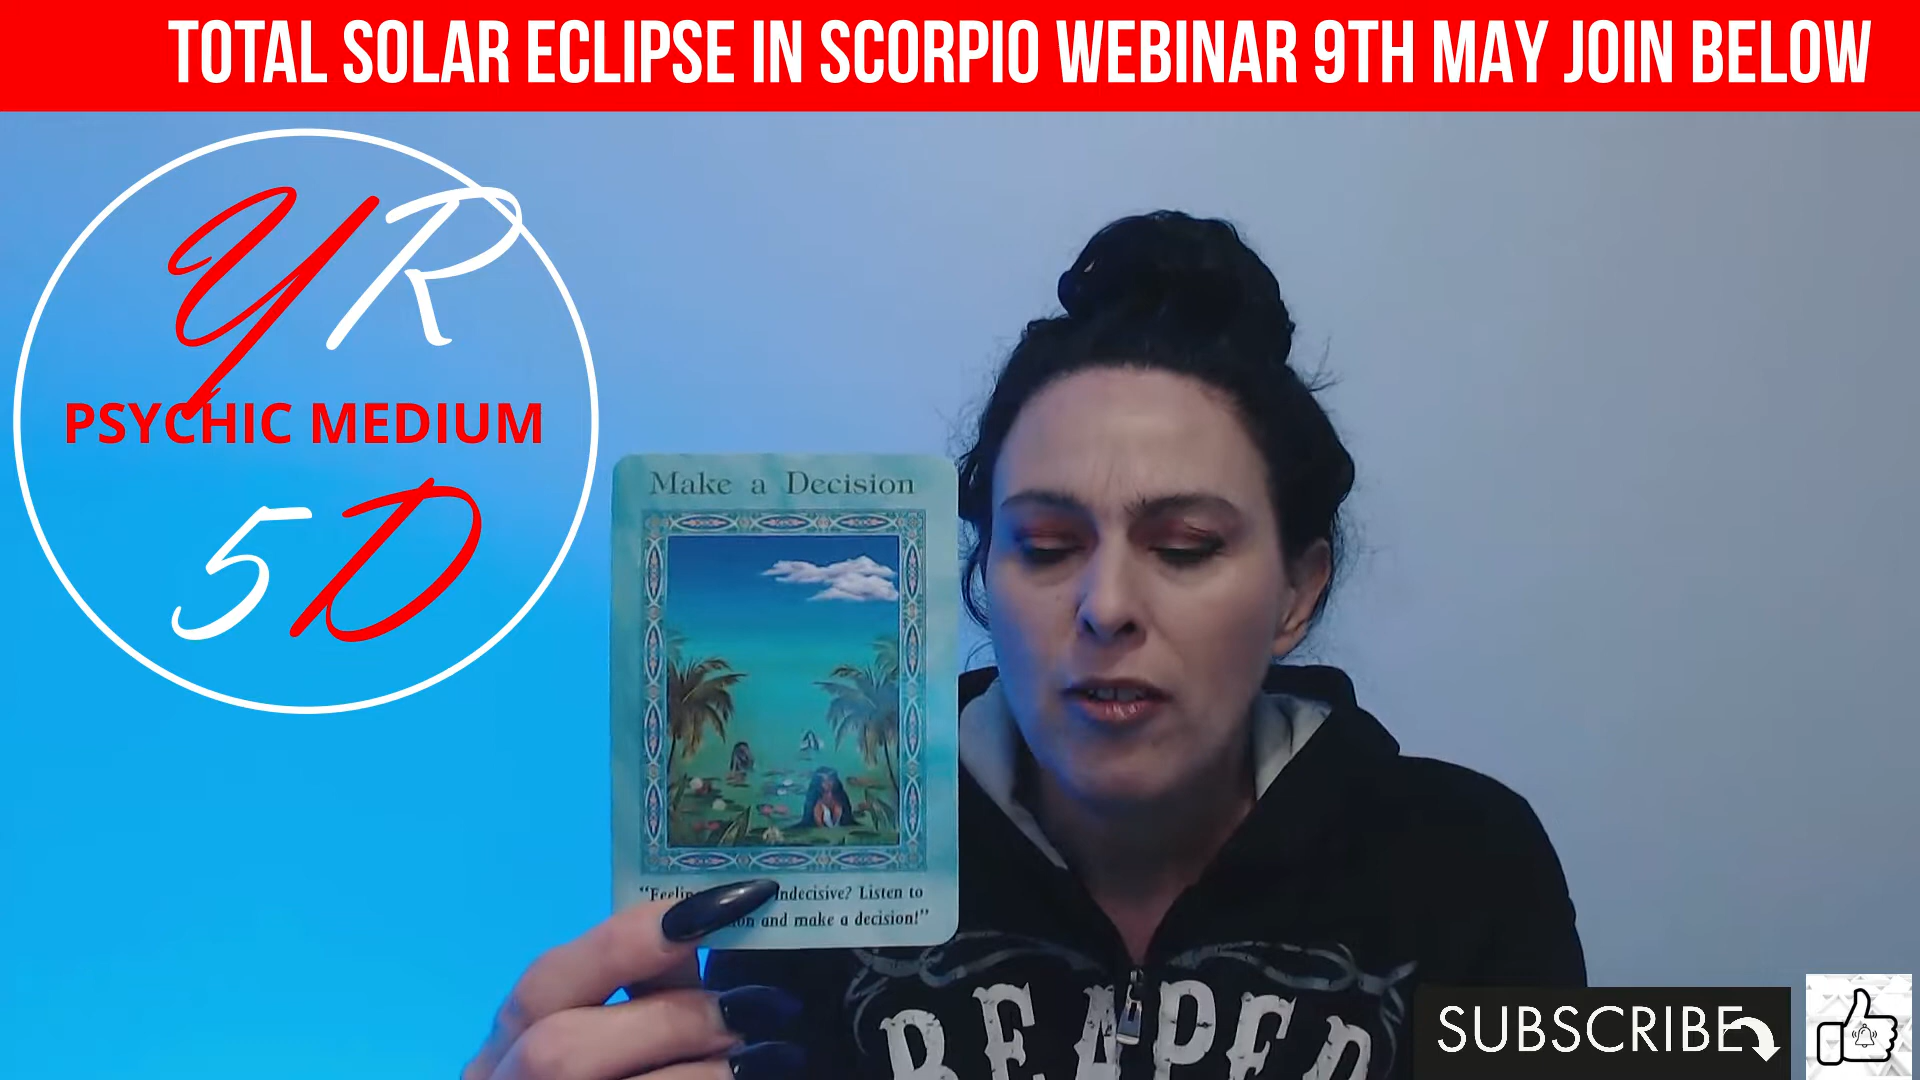 TOTAL SOLAR ECLIPSE IN SCORPIO WEBINAR 9TH MAY JOIN BELOW
YR
PSYCHIC MEDIUM
5D
Make a Decision
indecisive? Listen to
and make a decision!"
REAPER
SUBSCRIBE